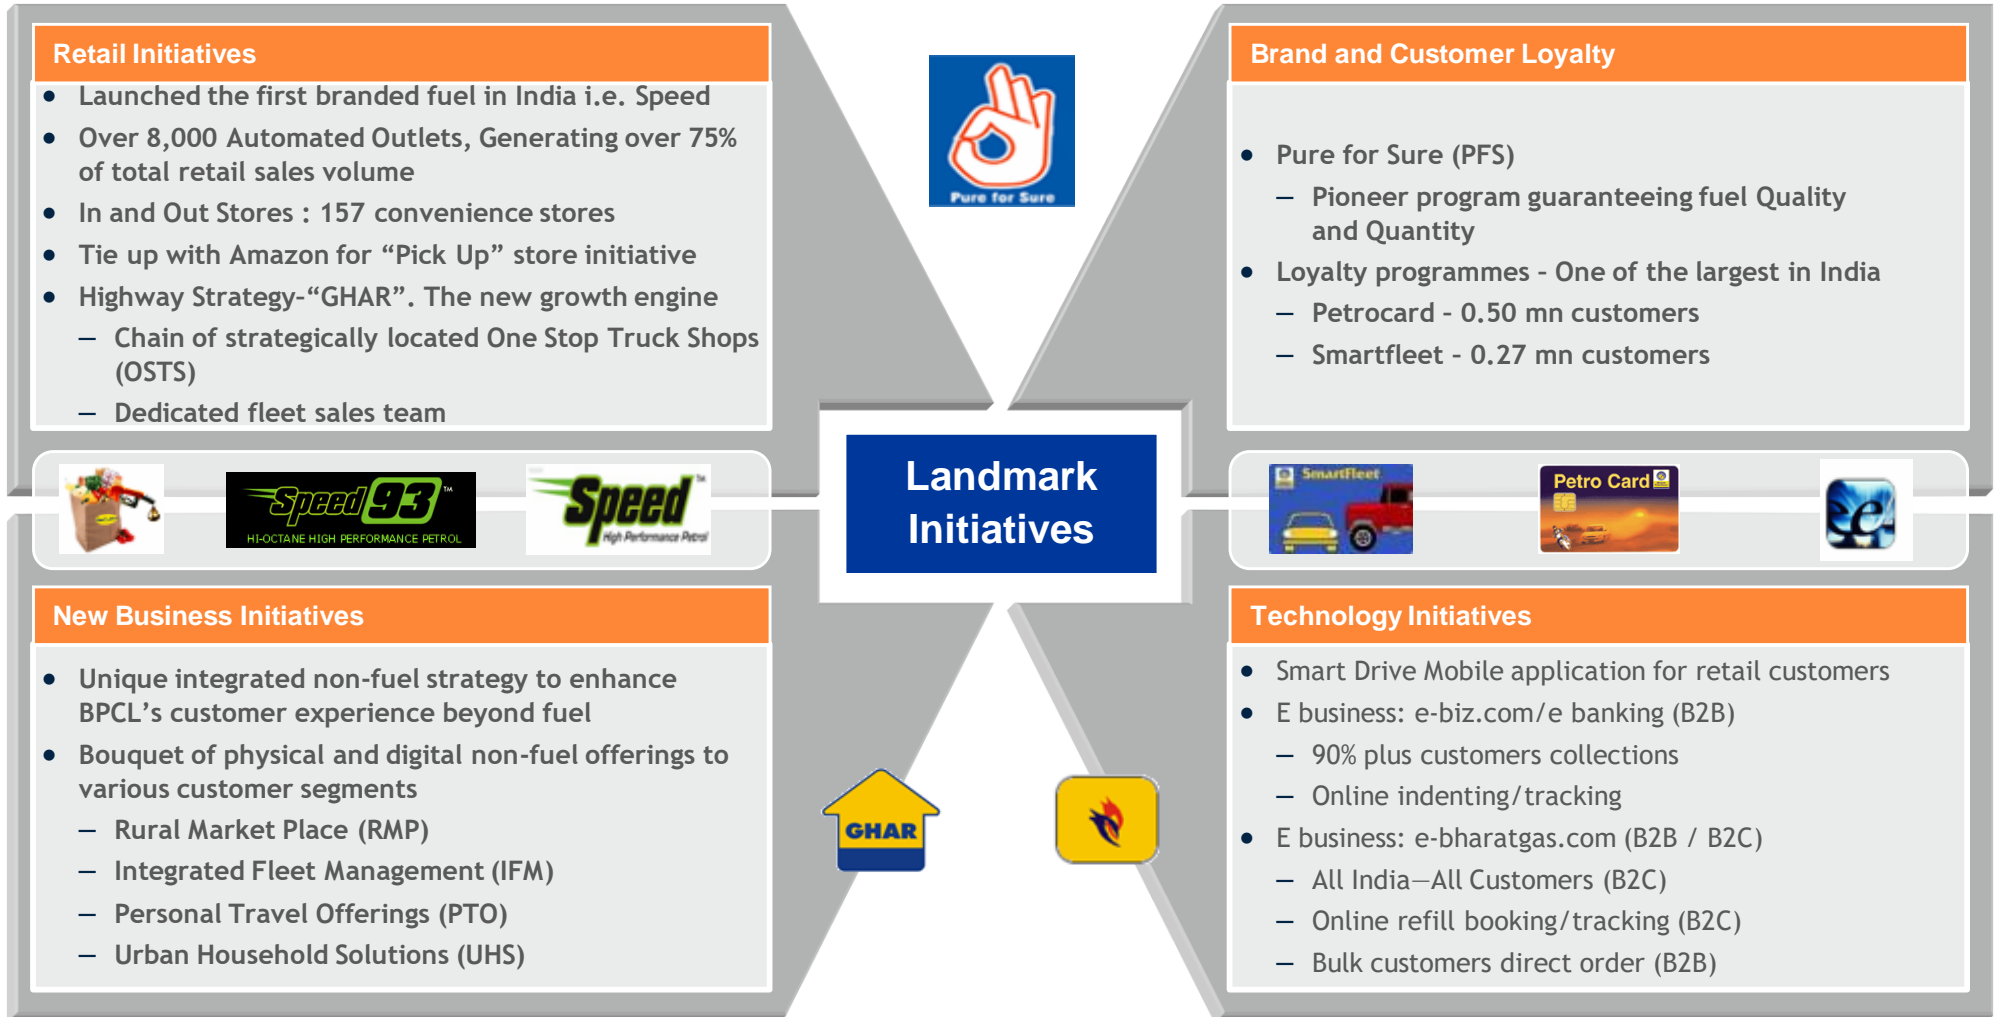 Retail Initiatives
• Launched the first branded fuel in India i.e. Speed
• Over 8,000 Automated Outlets, Generating over 75%
of total retail sales volume
• In and Out Stores : 157 convenience stores
• Tie up with Amazon for “Pick Up” store initiative
• Highway Strategy–“GHAR”. The new growth engine
– Chain of strategically located One Stop Truck Shops
(OSTS)
– Dedicated fleet sales team
Pure for Sure
Brand and Customer Loyalty
• Pure for Sure (PFS)
– Pioneer program guaranteeing fuel Quality
and Quantity
• Loyalty programmes – One of the largest in India
– Petrocard – 0.50 mn customers
– Smartfleet – 0.27 mn customers
Speed 93™
HI-OCTANE HIGH PERFORMANCE PETROL
Speed™
High Performance Petrol
Landmark
Initiatives
SmartFleet
Petro Card
e
New Business Initiatives
• Unique integrated non-fuel strategy to enhance
BPCL’s customer experience beyond fuel
• Bouquet of physical and digital non-fuel offerings to
various customer segments
– Rural Market Place (RMP)
– Integrated Fleet Management (IFM)
– Personal Travel Offerings (PTO)
– Urban Household Solutions (UHS)
GHAR
Technology Initiatives
• Smart Drive Mobile application for retail customers
• E business: e-biz.com/e banking (B2B)
– 90% plus customers collections
– Online indenting/tracking
• E business: e-bharatgas.com (B2B / B2C)
– All India—All Customers (B2C)
– Online refill booking/tracking (B2C)
– Bulk customers direct order (B2B)